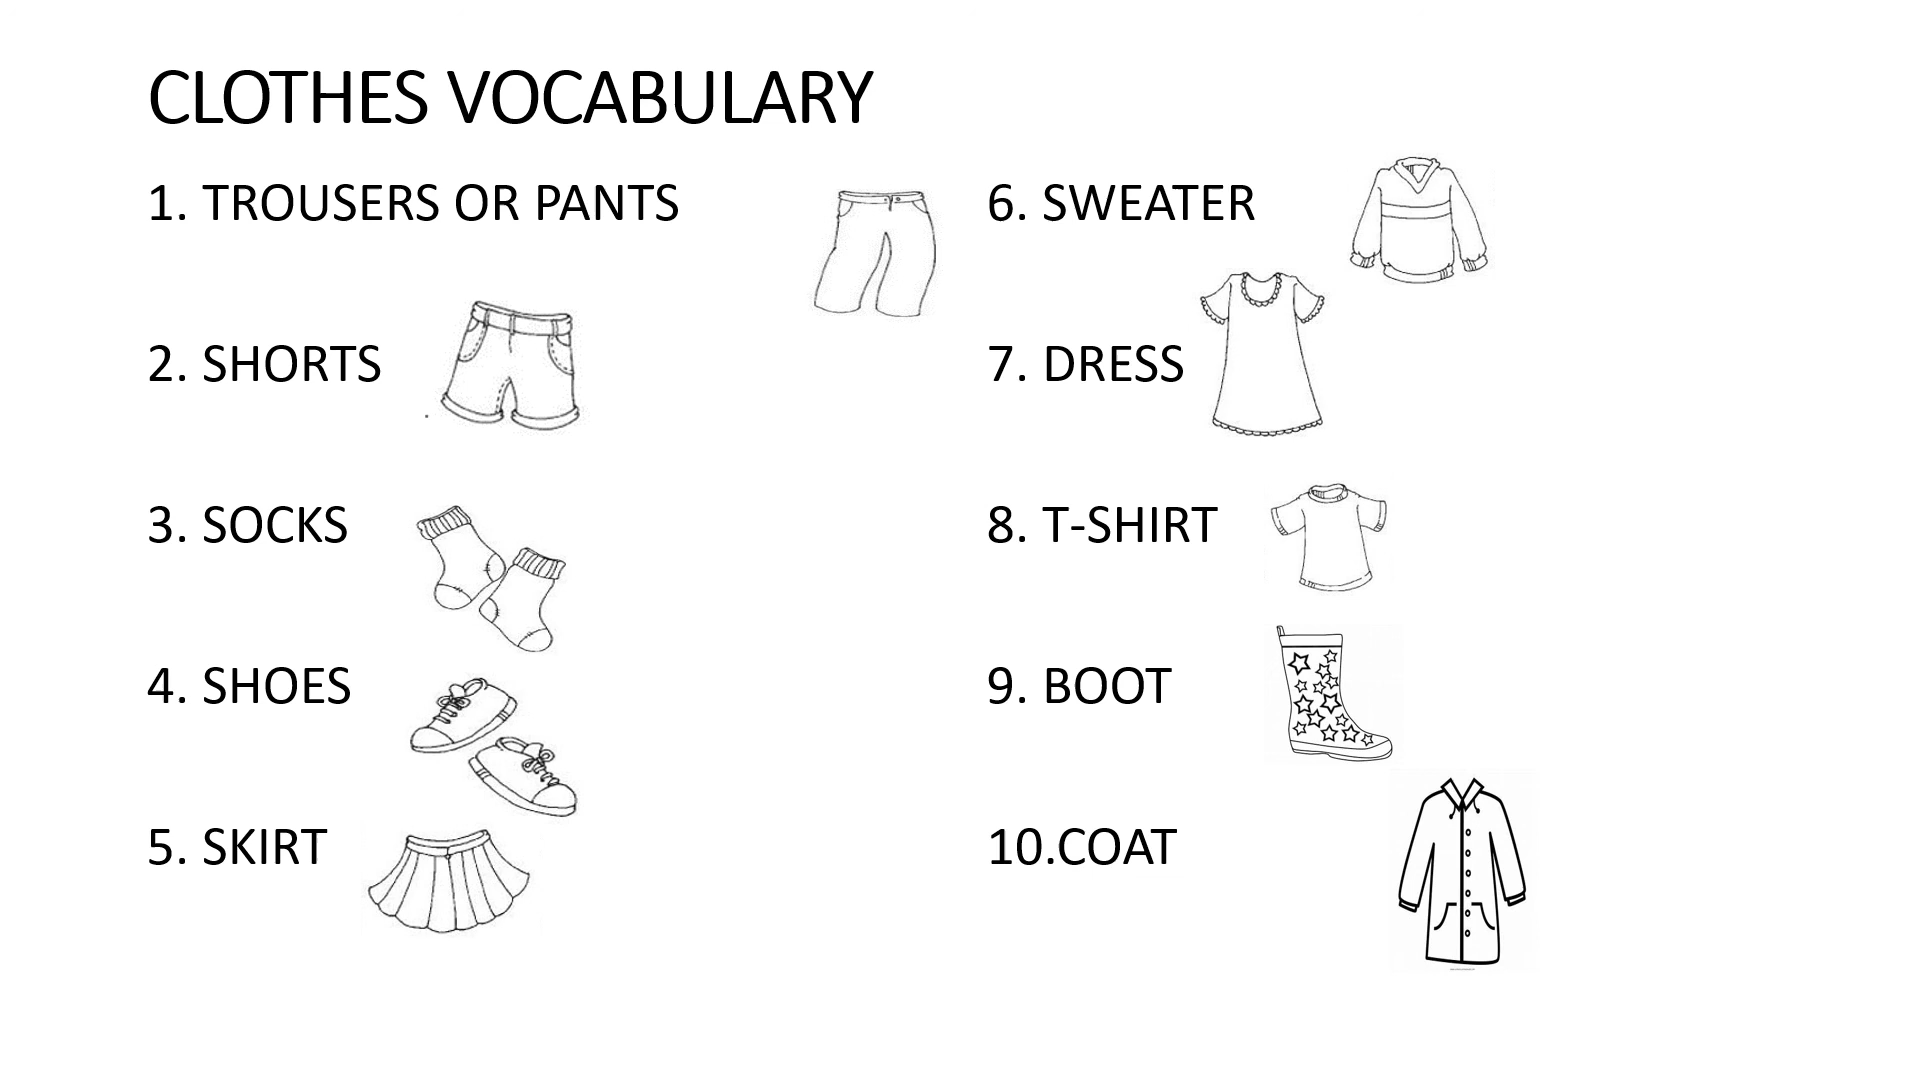 CLOTHES VOCABULARY
1. TROUSERS OR PANTS
2. SHORTS
3. SOCKS
4. SHOES
5. SKIRT
6. SWEATER
7. DRESS
8. T-SHIRT
9. BOOT
10.COAT